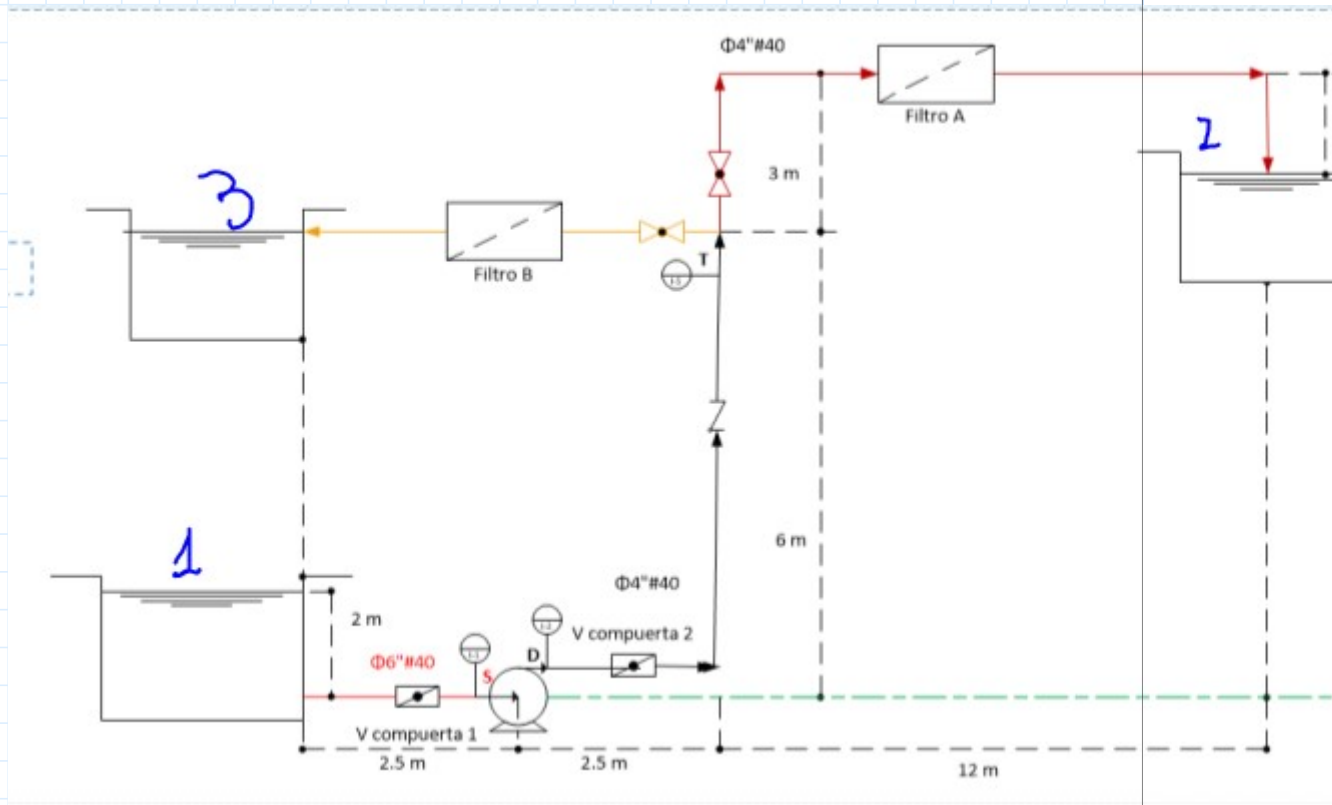 Φ4"#40
2
Filtro A
3 m
3
Filtro B
T
I-3
6 m
1
Φ4"#40
2 m
V compuerta 2
D
Φ6"#40
S
V compuerta 1
2.5 m
2.5 m
12 m